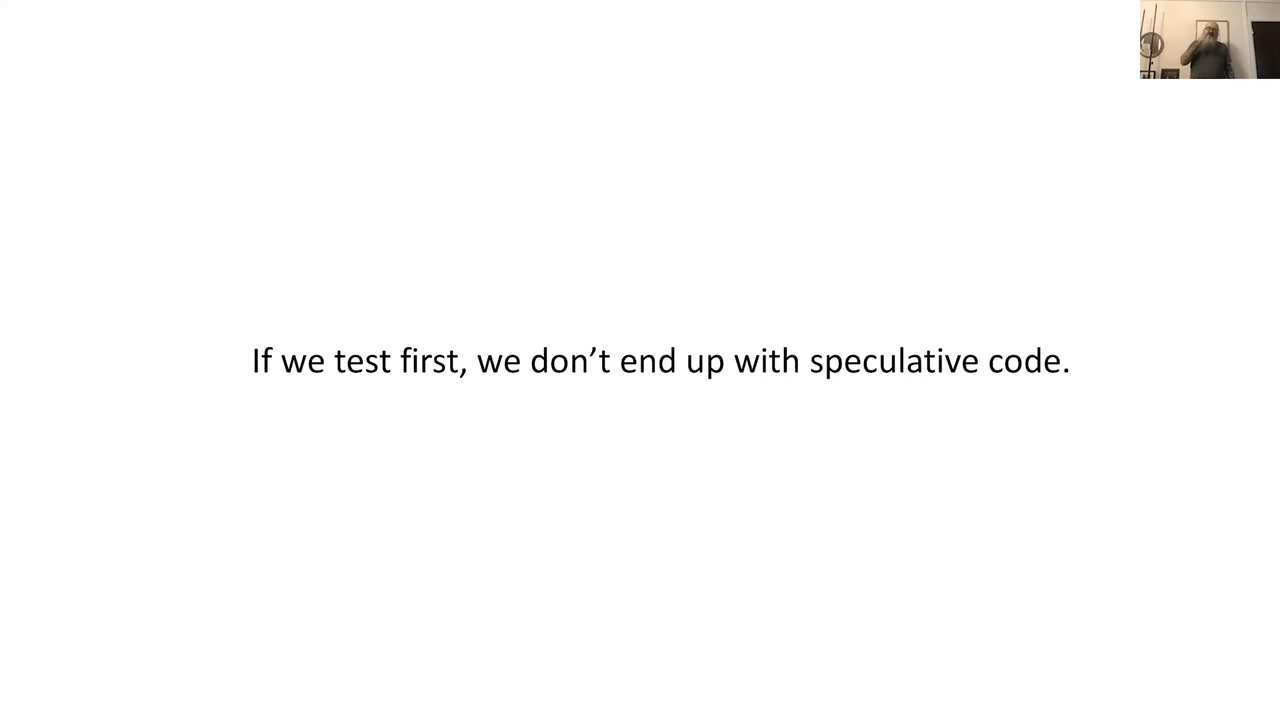 If we test first, we don’t end up with speculative code.